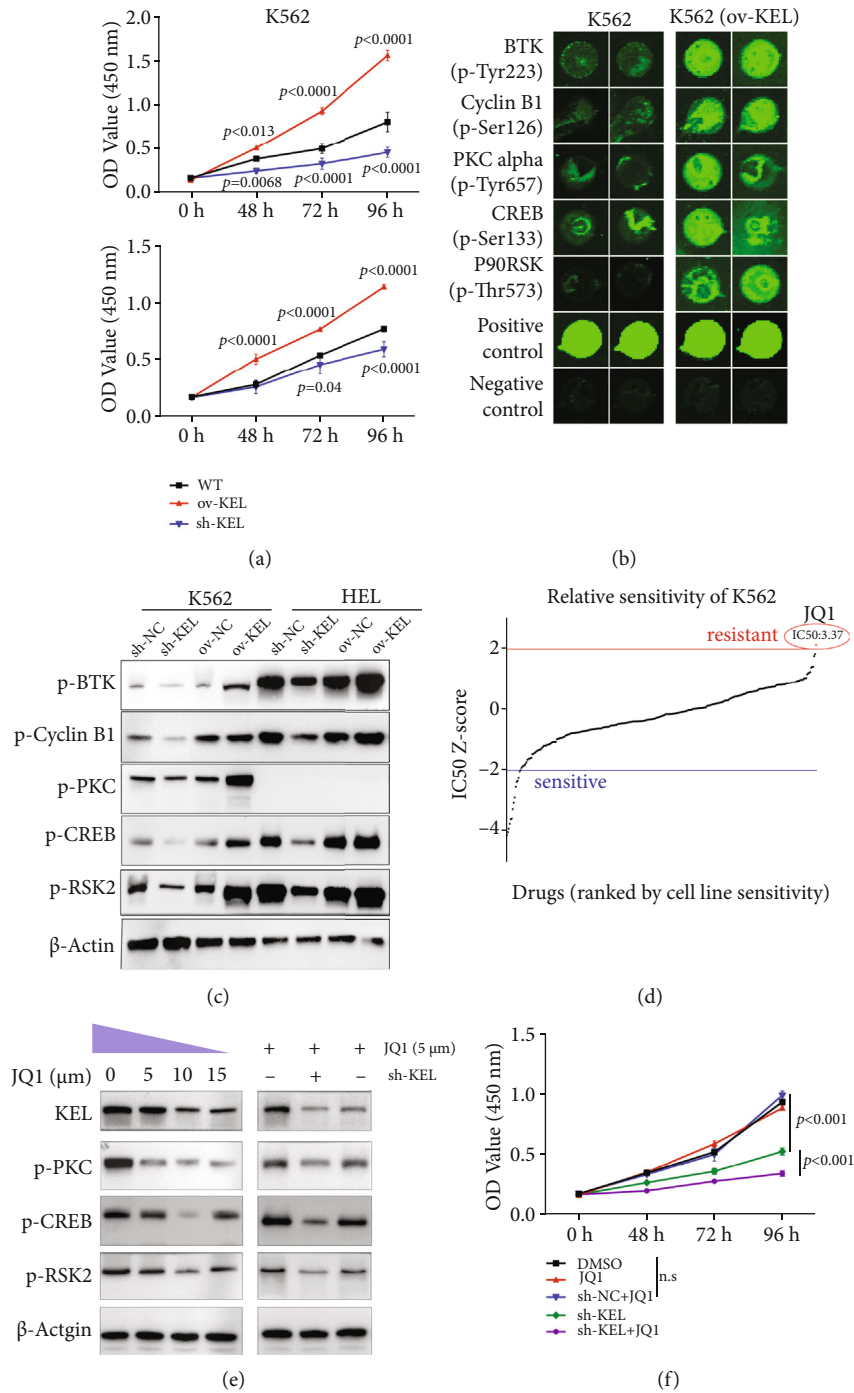 K562
OD Value (450 nm)
2.0
1.5
1.0
0.5
0.0
p<0.0001
p<0.0001
p<0.013
p=0.0068
p<0.0001
p<0.0001
0 h 48 h 72 h 96 h
OD Value (450 nm)
1.5
1.0
0.5
0.0
p<0.0001
p<0.0001
p<0.0001
p=0.04
p<0.0001
0 h 48 h 72 h 96 h
WT
ov-KEL
sh-KEL
(a)
K562 K562 (ov-KEL)
BTK
(p-Tyr223)
Cyclin B1
(p-Ser126)
PKC alpha
(p-Tyr657)
CREB
(p-Ser133)
P90RSK
(p-Thr573)
Positive
control
Negative
control
(b)
K562 HEL
sh-NC sh-KEL ov-NC ov-KEL sh-NC sh-KEL ov-NC ov-KEL
p-BTK
p-Cyclin B1
p-PKC
p-CREB
p-RSK2
β-Actin
(c)
Relative sensitivity of K562
JQ1
resistant IC50:3.37
IC50 Z-score
2
0
−2
−4
sensitive
Drugs (ranked by cell line sensitivity)
(d)
+ + + JQ1 (5 μm)
JQ1 (μm) 0 5 10 15 − + − sh-KEL
KEL
p-PKC
p-CREB
p-RSK2
β-Actgin
(e)
OD Value (450 nm)
1.5
1.0
0.5
0.0
p<0.001
p<0.001
0 h 48 h 72 h 96 h
DMSO
JQ1
sh-NC+JQ1
n.s
sh-KEL
sh-KEL+JQ1
(f)